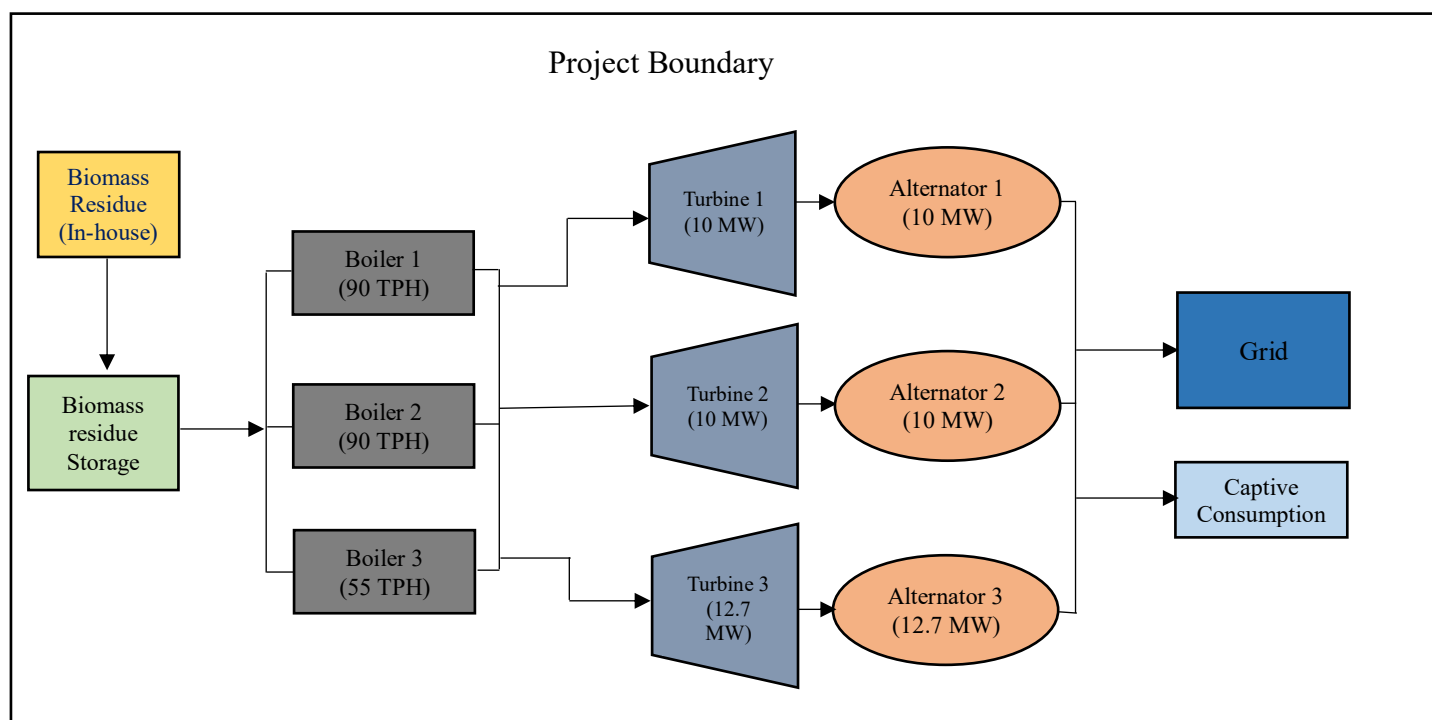 Project Boundary
Biomass
Residue
(In-house)
Biomass
residue
Storage
Boiler 1
(90 TPH)
Boiler 2
(90 TPH)
Boiler 3
(55 TPH)
Turbine 1
(10 MW)
Turbine 2
(10 MW)
Turbine 3
(12.7
MW)
Alternator 1
(10 MW)
Alternator 2
(10 MW)
Alternator 3
(12.7 MW)
Grid
Captive
Consumption